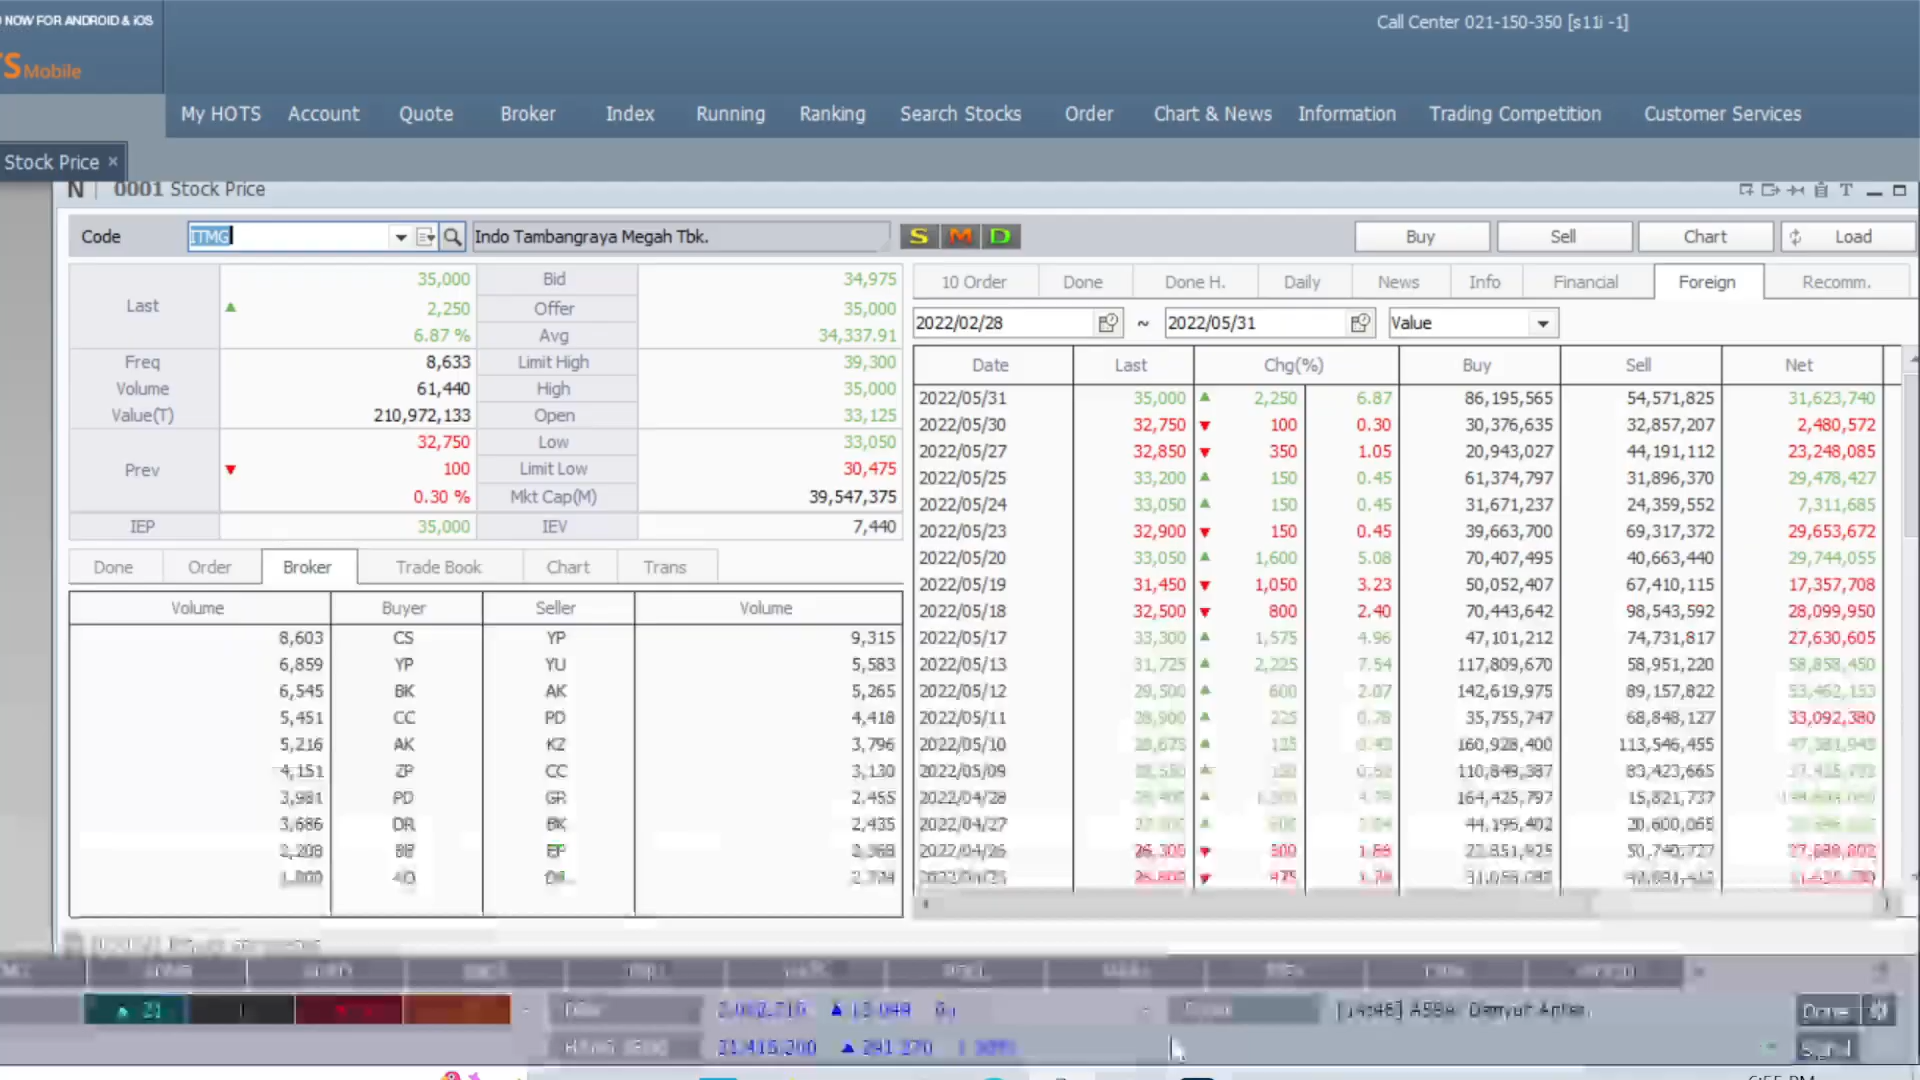 NOW FOR ANDROID & iOS
Call Center 021-150-350 [s11i -1]
TS Mobile
My HOTS Account Quote Broker Index Running Ranking Search Stocks Order Chart & News Information Trading Competition Customer Services
Stock Price ×
N 0001 Stock Price
Code ITMG Indo Tambangraya Megah Tbk. S M D Buy Sell Chart Load
Last 35,000 Bid 34,975
▲ 2,250 Offer 35,000
6.87 % Avg 34,337.91
Freq 8,633 Limit High 39,300
Volume 61,440 High 35,000
Value(T) 210,972,133 Open 33,125
Prev 32,750 Low 33,050
▼ 100 Limit Low 30,475
0.30 % Mkt Cap(M) 39,547,375
IEP 35,000 IEV 7,440
Done Order Broker Trade Book Chart Trans
Volume Buyer Seller Volume
8,603 CS YP 9,315
6,859 YP YU 5,583
6,545 BK AK 5,265
5,451 CC PD 4,418
5,216 AK KZ 3,796
4,151 ZP CC 3,130
3,981 PD GR 2,455
3,686 DR BK 2,435
10 Order Done Done H. Daily News Info Financial Foreign Recomm.
2022/02/28 ~ 2022/05/31 Value
Date Last Chg(%) Buy Sell Net
2022/05/31 35,000 ▲ 2,250 6.87 86,195,565 54,571,825 31,623,740
2022/05/30 32,750 ▼ 100 0.30 30,376,635 32,857,207 2,480,572
2022/05/27 32,850 ▼ 350 1.05 20,943,027 44,191,112 23,248,085
2022/05/25 33,200 ▲ 150 0.45 61,374,797 31,896,370 29,478,427
2022/05/24 33,050 ▲ 150 0.45 31,671,237 24,359,552 7,311,685
2022/05/23 32,900 ▼ 150 0.45 39,663,700 69,317,372 29,653,672
2022/05/20 33,050 ▲ 1,600 5.08 70,407,495 40,663,440 29,744,055
2022/05/19 31,450 ▼ 1,050 3.23 50,052,407 67,410,115 17,357,708
2022/05/18 32,500 ▼ 800 2.40 70,443,642 98,543,592 28,099,950
2022/05/17 33,300 ▲ 1,575 4.96 47,101,212 74,731,817 27,630,605
2022/05/13 31,725 ▲ 2,225 7.54 117,809,670 58,951,220 58,858,450
2022/05/12 29,500 ▲ 600 2.07 142,619,975 89,157,822 53,462,153
2022/05/11 28,900 ▲ 225 0.78 35,755,747 68,848,127 33,092,380
2022/05/10 ▲ 160,928,400 113,546,455
2022/05/09 110,849,387 83,423,665
2022/04/28 ▲ 164,425,797 15,821,737
2022/04/27 44,195,402 20,600,065
2022/04/26 26,300 ▼
▲ 21